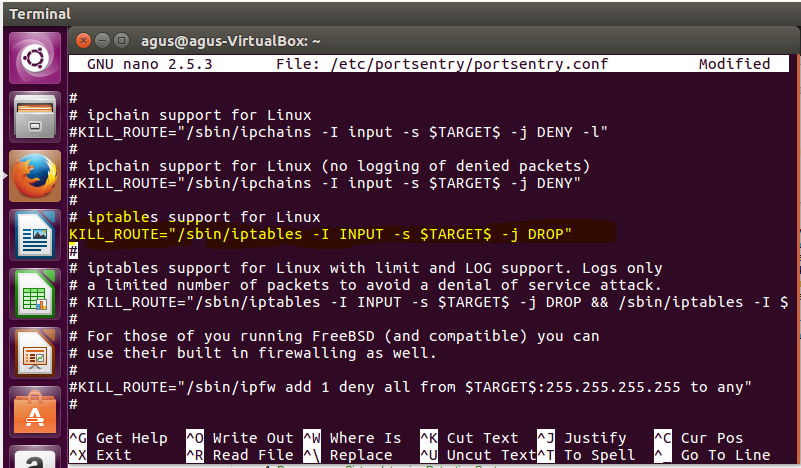 Terminal
agus@agus-VirtualBox: ~
GNU nano 2.5.3 File: /etc/portsentry/portsentry.conf Modified
#
# ipchain support for Linux
#KILL_ROUTE="/sbin/ipchains -I input -s $TARGET$ -j DENY -l"
#
# ipchain support for Linux (no logging of denied packets)
#KILL_ROUTE="/sbin/ipchains -I input -s $TARGET$ -j DENY"
#
# iptables support for Linux
KILL_ROUTE="/sbin/iptables -I INPUT -s $TARGET$ -j DROP"
#
# iptables support for Linux with limit and LOG support. Logs only
# a limited number of packets to avoid a denial of service attack.
# KILL_ROUTE="/sbin/iptables -I INPUT -s $TARGET$ -j DROP && /sbin/iptables -I $
#
# For those of you running FreeBSD (and compatible) you can
# use their built in firewalling as well.
#
#KILL_ROUTE="/sbin/ipfw add 1 deny all from $TARGET$:255.255.255.255 to any"
#
^G Get Help ^O Write Out ^W Where Is ^K Cut Text ^J Justify ^C Cur Pos
^X Exit ^R Read File ^\ Replace ^U Uncut Text ^T To Spell ^_ Go To Line